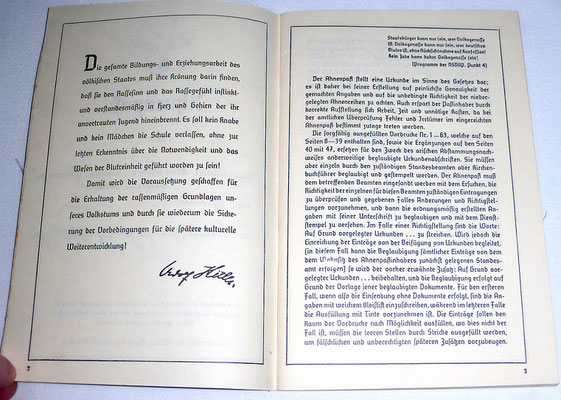 Die gesamte Bildungs- und Erziehungsarbeit des
völkischen Staates muß ihre Krönung darin finden,
daß sie den Rassesinn und das Rassegefühl instinkt-
und verstandesmäßig in Herz und Gehirn der ihr
anvertrauten Jugend hineinbrennt. Es soll kein Knabe
und kein Mädchen die Schule verlassen, ohne zur
letzten Erkenntnis über die Notwendigkeit und das
Wesen der Blutreinheit geführt worden zu sein!
Damit wird die Voraussetzung geschaffen für
die Erhaltung der rassenmäßigen Grundlagen un-
seres Volkstums und durch sie wiederum die Siche-
rung der Vorbedingungen für die spätere kulturelle
Weiterentwicklung!
Adolf Hitler
2
Staatsbürger kann nur sein, wer Volksgenosse
ist. Volksgenosse kann nur sein, wer deutschen
Blutes ist, ohne Rücksichtnahme auf Konfession!
Kein Jude kann daher Volksgenosse sein!
(Programm der NSDAP. Punkt 4)
Der Ahnenpaß stellt eine Urkunde im Sinne des Gesetzes dar;
es ist daher bei seiner Erstellung auf peinlichste Genauigkeit der
gemachten Angaben und auf die unbedingte Richtigkeit der nieder-
gelegten Ahnenreihen zu achten. Auch erspart der Paßinhaber durch
korrekte Ausstellung sich Arbeit, Zeit und unnötige Kosten, da bei
der amtlichen Überprüfung Fehler und Irrtümer im eingereichten
Ahnenpaß bestimmt zutage treten werden.
Die sorgfältig ausgefüllten Vordrucke Nr. 1–63, welche auf den
Seiten 8–39 enthalten sind, sowie die Ergänzungen auf den Seiten
40 mit 47, ersetzen für den Zweck des arischen Abstammungsnach-
weises anderweitige beglaubigte Urkundenabschriften. Sie müssen
aber einzeln durch den zuständigen Standesbeamten oder Kirchen-
buchführer beglaubigt und gestempelt werden. Der Ahnenpaß muß
dem betreffenden Beamten eingesandt werden mit dem Ersuchen, die
Richtigkeit der einzelnen für diesen Beamten zuständigen Eintragungen
zu überprüfen und gegebenen Falles Änderungen und Richtigstel-
lungen vorzunehmen, und dann die ordnungsmäßig erstellten An-
gaben mit seiner Unterschrift zu beglaubigen und mit dem Dienst-
stempel zu versehen. Im Falle einer Richtigstellung sind die Worte:
Auf Grund vorgelegter Urkunden . . . zu streichen. Wird jedoch die
Einreichung der Einträge von der Beifügung von Urkunden begleitet,
(in diesem Fall kann die Beglaubigung sämtlicher Einträge von dem
dem Wohnsitz des Ahnenpaßinhabers zunächst gelegenen Standes-
amt erfolgen) so wird der vorher erwähnte Zusatz: Auf Grund vor-
gelegter Urkunden . . . beibehalten, und die Beglaubigung erfolgt auf
Grund der Vorlage jener beglaubigten Dokumente. Für den ersteren
Fall, wenn also die Einsendung ohne Dokumente erfolgt, sind die An-
gaben mit weichem Bleistift einzuschreiben, während im letzteren Falle
die Ausfüllung mit Tinte vorzunehmen ist. Die Einträge sollen den
Raum der Vordrucke nach Möglichkeit ausfüllen, wo dies nicht der
Fall ist, müssen die leeren Stellen durch Striche ausgefüllt werden,
um fälschlichen und unberechtigten späteren Zusätzen vorzubeugen.
3